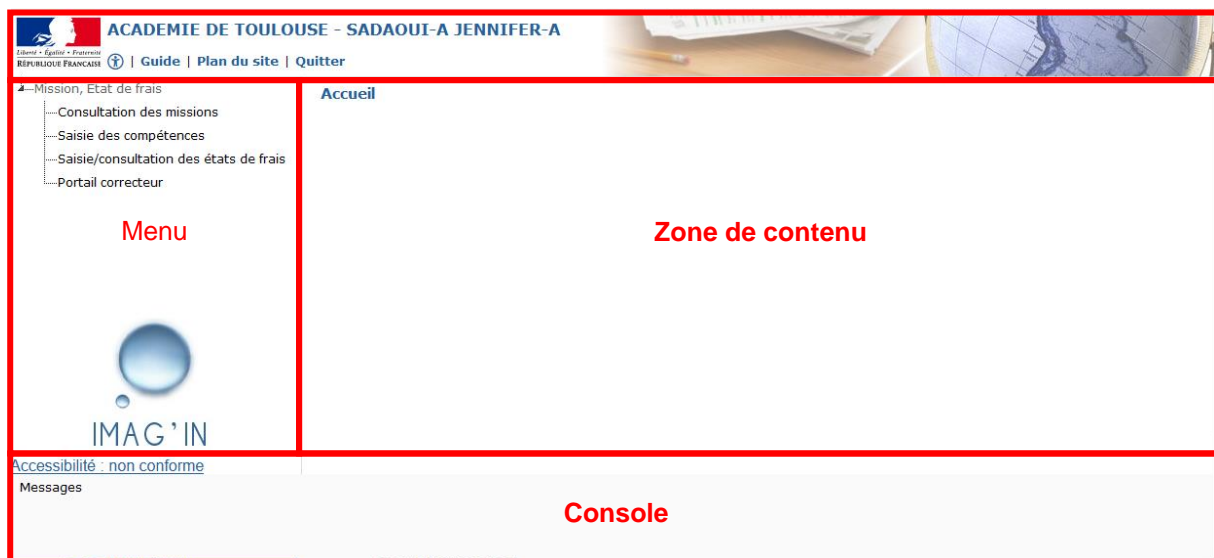 ACADEMIE DE TOULOUSE - SADAOUI-A JENNIFER-A
Liberté • Égalité • Fraternité
RÉPUBLIQUE FRANÇAISE
| Guide | Plan du site | Quitter
Mission, Etat de frais
Consultation des missions
Saisie des compétences
Saisie/consultation des états de frais
Portail correcteur
Menu
IMAG'IN
Accueil
Zone de contenu
Accessibilité : non conforme
Messages
Console